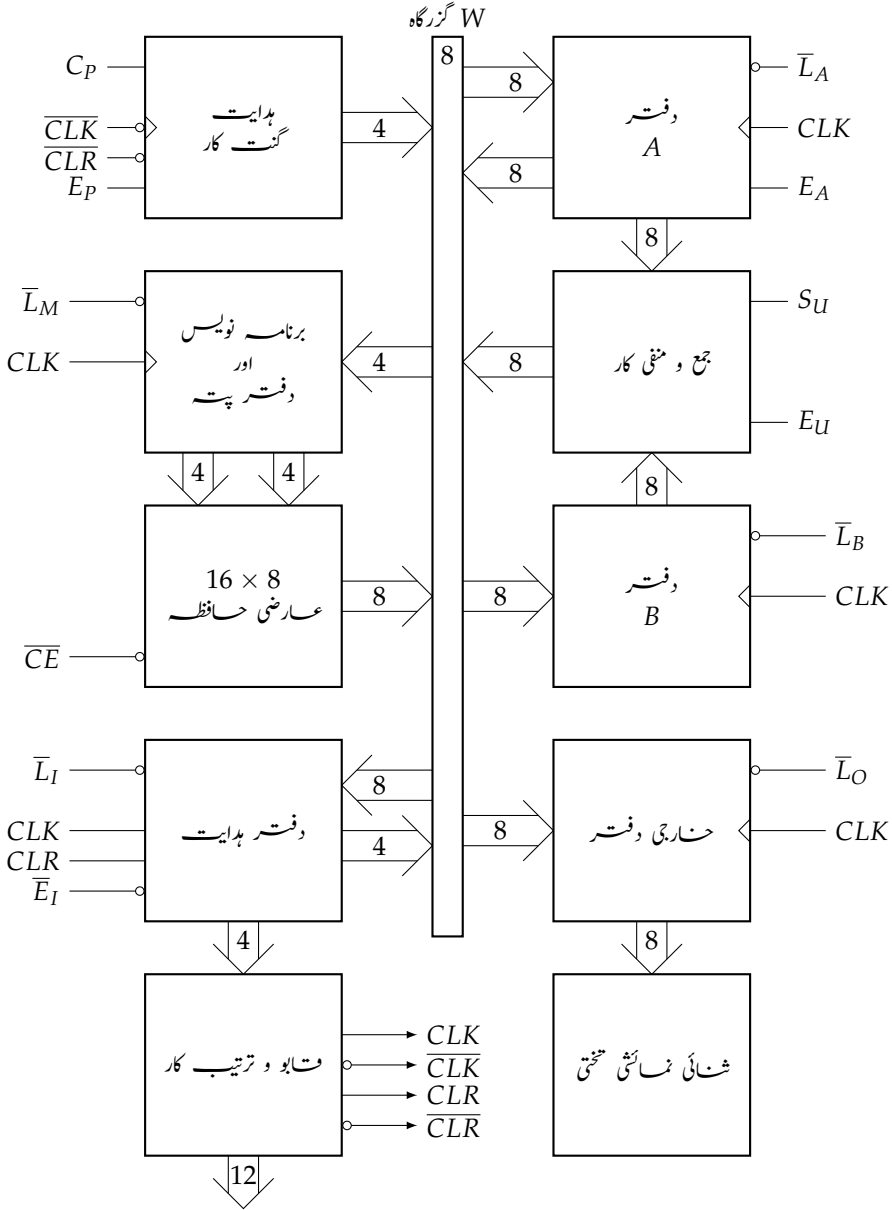 گزرگاہ W
8
C_P
\overline{CLK}
\overline{CLR}
E_P
ہدایت
گنت کار
4
8
8
دفتر
A
\overline{L}_A
CLK
E_A
8
\overline{L}_M
CLK
برنامہ نویس
اور
دفتر پتہ
4
8
جمع و منفی کار
S_U
E_U
4
4
8
16 × 8
عارضی حافظہ
\overline{CE}
8
8
دفتر
B
\overline{L}_B
CLK
\overline{L}_I
CLK
CLR
\overline{E}_I
دفتر ہدایت
8
4
8
خارجی دفتر
\overline{L}_O
CLK
4
8
قابو و ترتیب کار
CLK
\overline{CLK}
CLR
\overline{CLR}
ثنائی نمائشی تختی
12